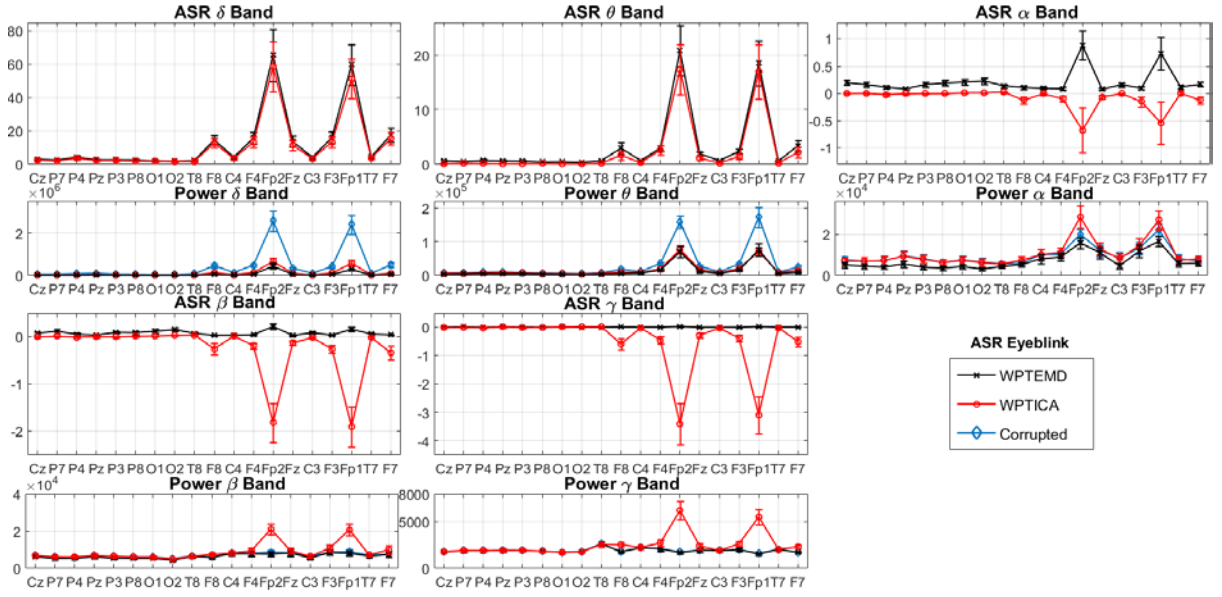 ASR δ Band
80
60
40
20
0
Cz P7 P4 Pz P3 P8 O1 O2 T8 F8 C4 F4 Fp2 Fz C3 F3 Fp1 T7 F7
ASR θ Band
20
10
0
Cz P7 P4 Pz P3 P8 O1 O2 T8 F8 C4 F4 Fp2 Fz C3 F3 Fp1 T7 F7
ASR α Band
1
0.5
0
-0.5
-1
Cz P7 P4 Pz P3 P8 O1 O2 T8 F8 C4 F4 Fp2 Fz C3 F3 Fp1 T7 F7
×10⁶ Power δ Band
2
0
Cz P7 P4 Pz P3 P8 O1 O2 T8 F8 C4 F4 Fp2 Fz C3 F3 Fp1 T7 F7
×10⁵ Power θ Band
2
1
0
Cz P7 P4 Pz P3 P8 O1 O2 T8 F8 C4 F4 Fp2 Fz C3 F3 Fp1 T7 F7
×10⁴ Power α Band
2
0
Cz P7 P4 Pz P3 P8 O1 O2 T8 F8 C4 F4 Fp2 Fz C3 F3 Fp1 T7 F7
ASR β Band
0
-1
-2
Cz P7 P4 Pz P3 P8 O1 O2 T8 F8 C4 F4 Fp2 Fz C3 F3 Fp1 T7 F7
ASR γ Band
0
-1
-2
-3
-4
Cz P7 P4 Pz P3 P8 O1 O2 T8 F8 C4 F4 Fp2 Fz C3 F3 Fp1 T7 F7
ASR Eyeblink
WPTEMD
WPTICA
Corrupted
×10⁴ Power β Band
4
2
0
Cz P7 P4 Pz P3 P8 O1 O2 T8 F8 C4 F4 Fp2 Fz C3 F3 Fp1 T7 F7
Power γ Band
8000
5000
2000
0
Cz P7 P4 Pz P3 P8 O1 O2 T8 F8 C4 F4 Fp2 Fz C3 F3 Fp1 T7 F7